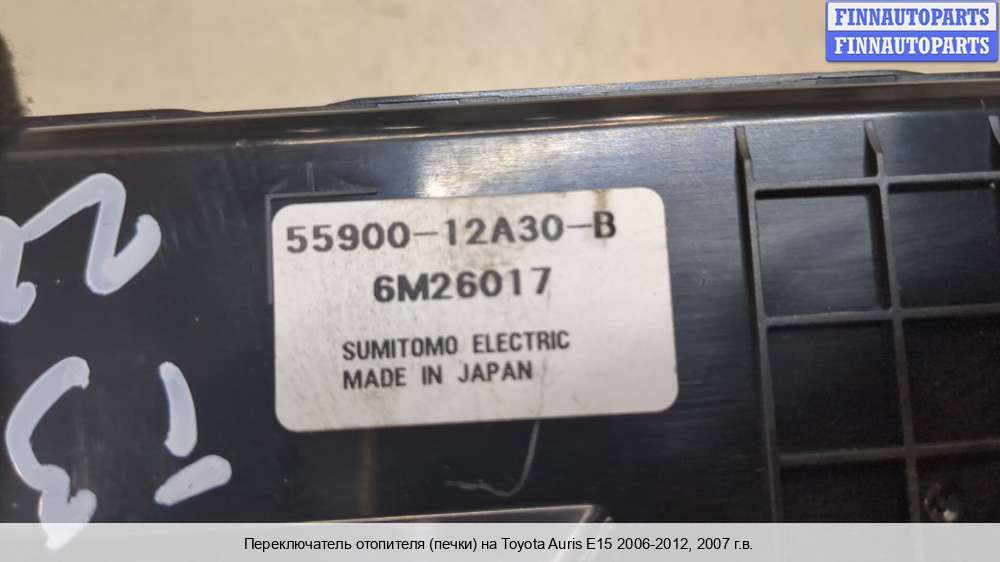 FINNAUTOPARTS
FINNAUTOPARTS
55900-12A30-B
6M26017
SUMITOMO ELECTRIC
MADE IN JAPAN
Переключатель отопителя (печки) на Toyota Auris E15 2006-2012, 2007 г.в.